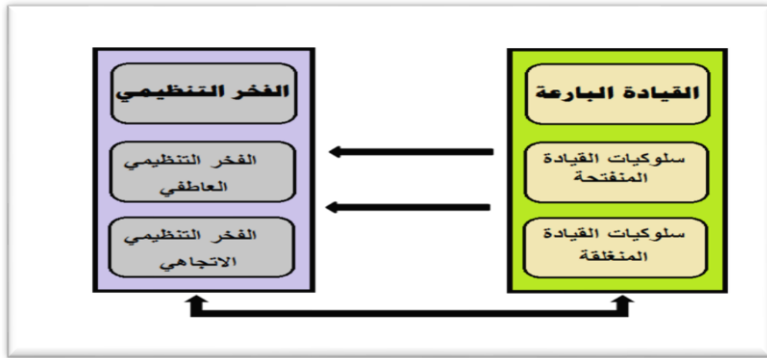 القيادة البارعة
سلوكيات القيادة
المنفتحة
سلوكيات القيادة
المنغلقة
الفخر التنظيمي
الفخر التنظيمي
العاطفي
الفخر التنظيمي
الاتجاهي